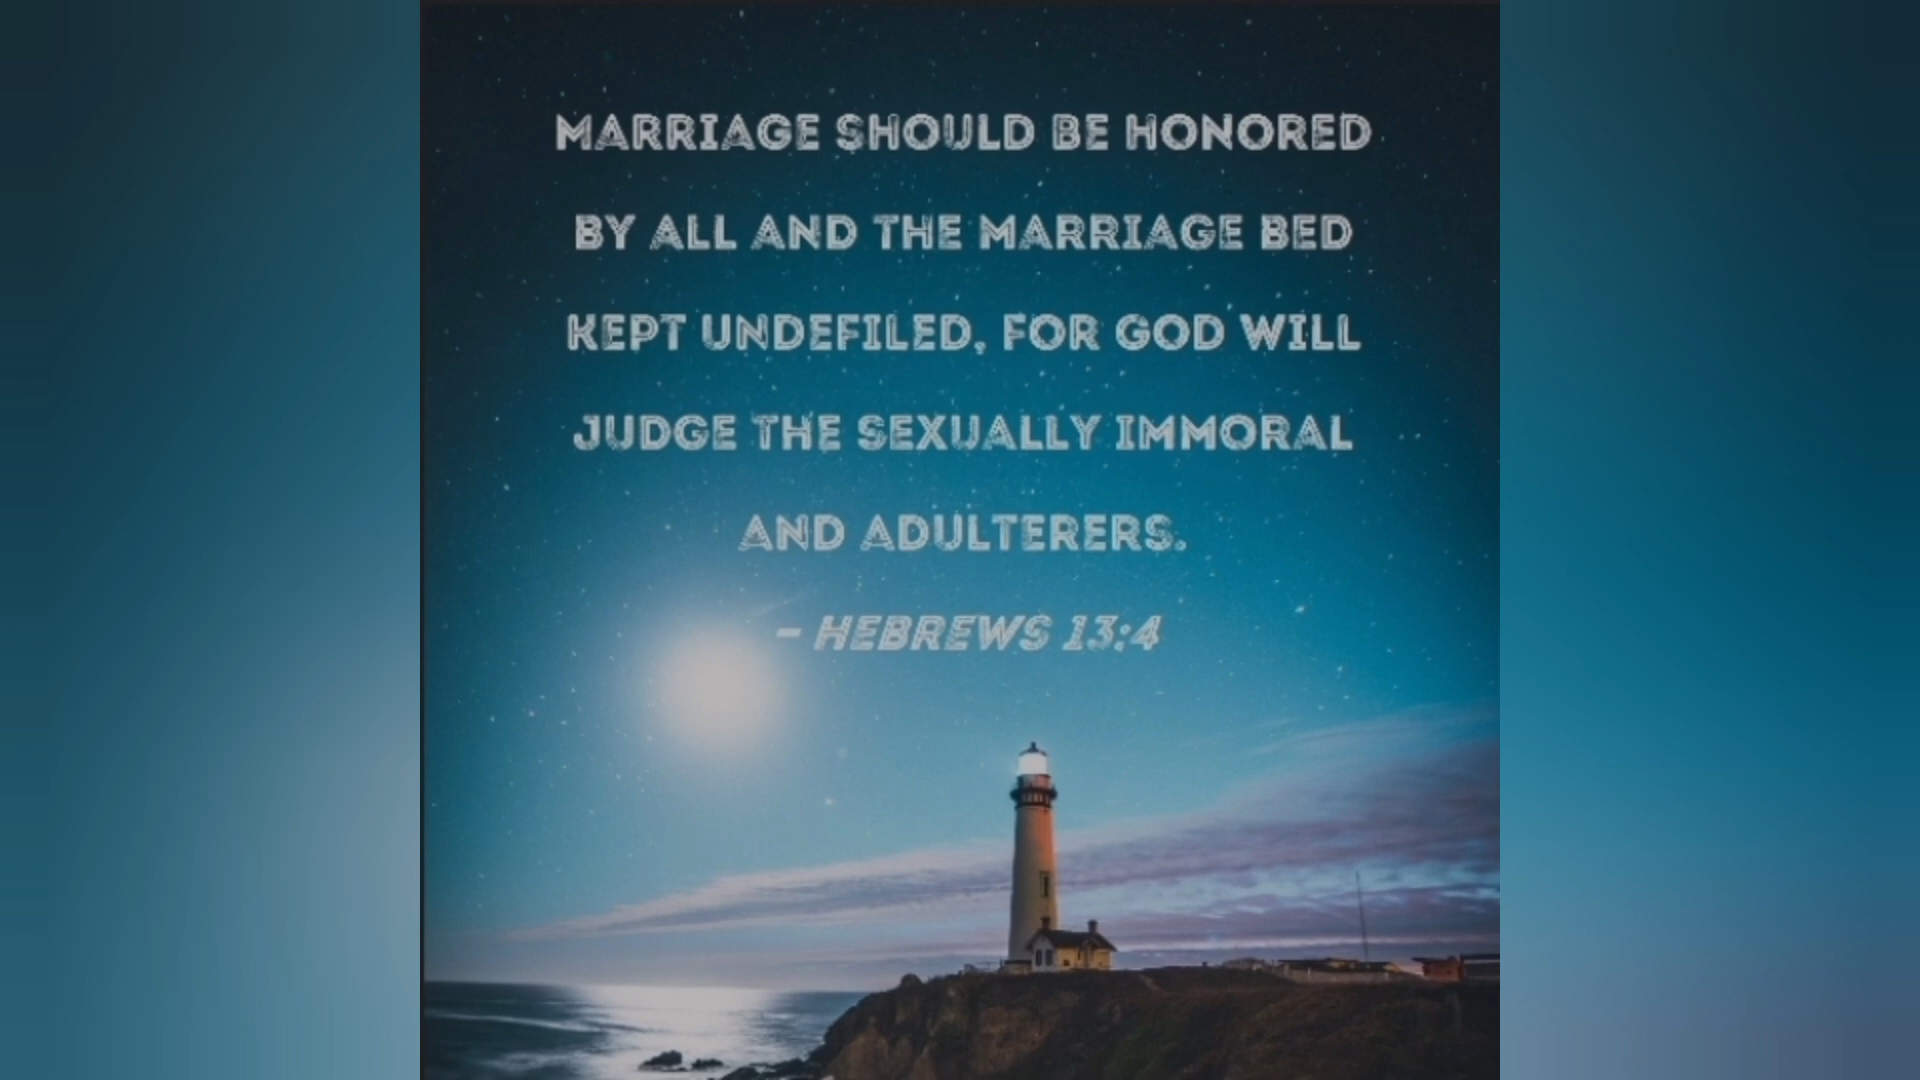 MARRIAGE SHOULD BE HONORED
BY ALL AND THE MARRIAGE BED
KEPT UNDEFILED, FOR GOD WILL
JUDGE THE SEXUALLY IMMORAL
AND ADULTERERS.
- HEBREWS 13:4